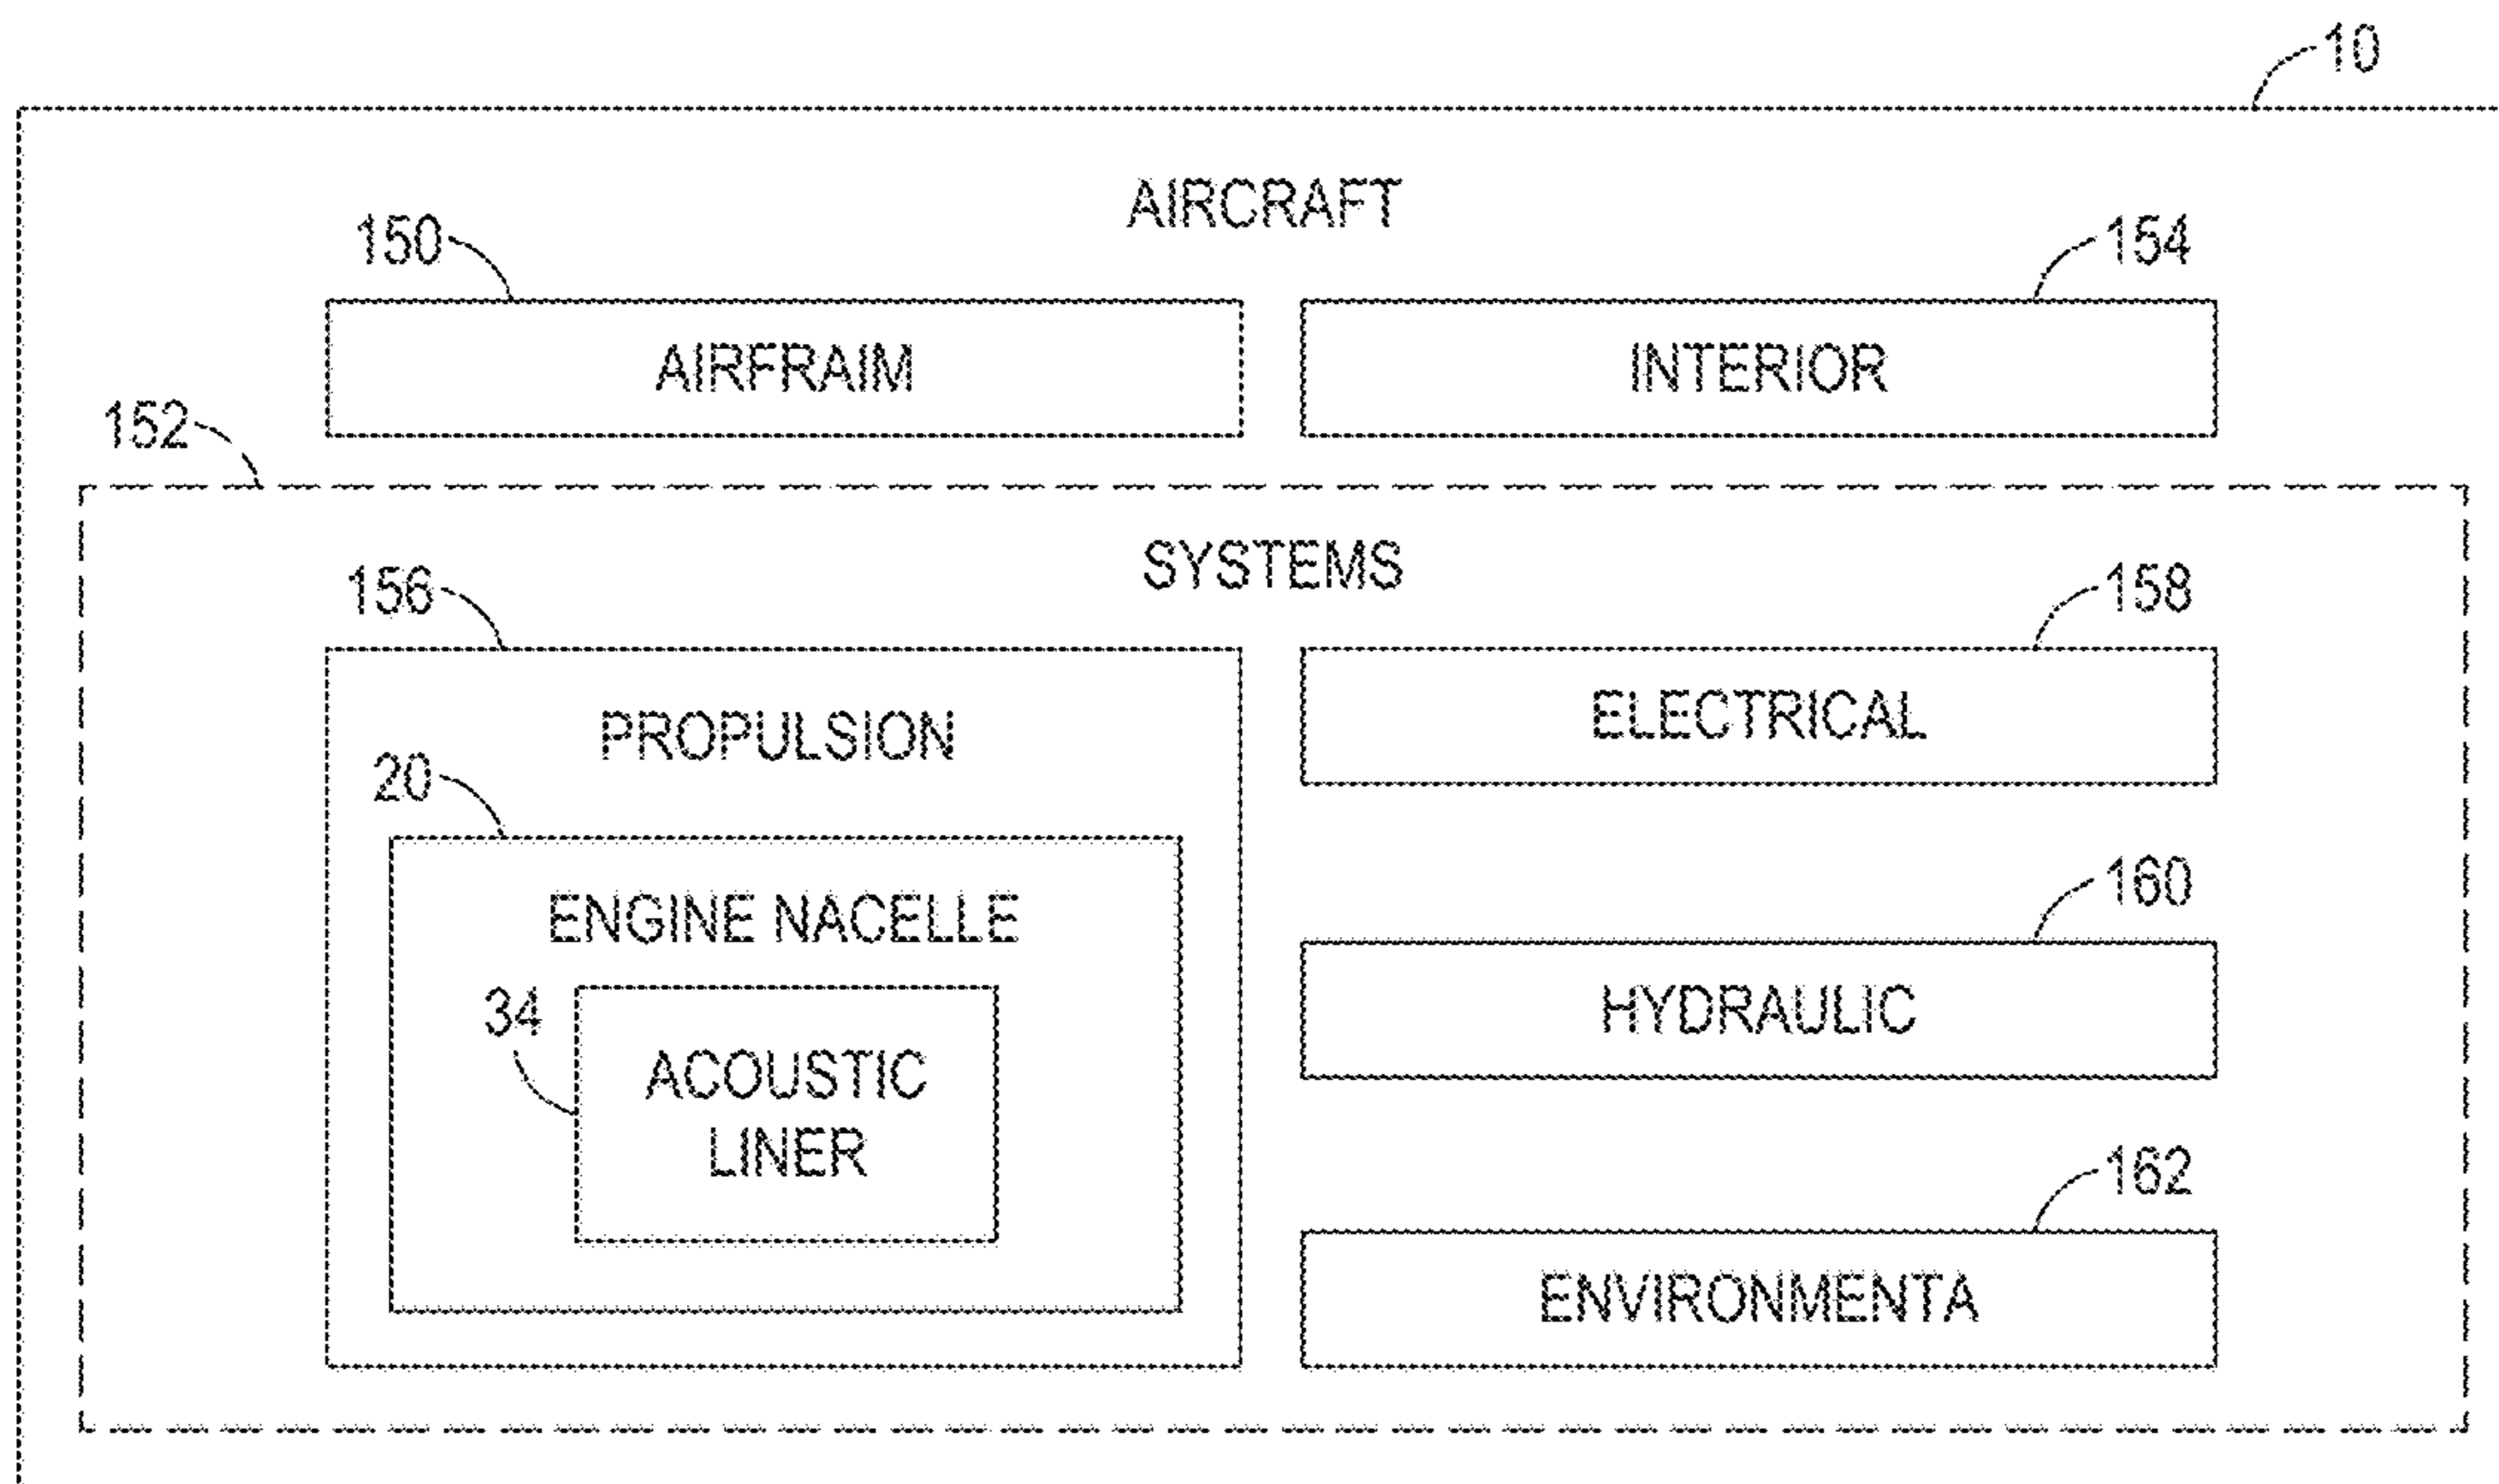 10
AIRCRAFT
150
154
AIRFRAIM
INTERIOR
152
SYSTEMS
156
158
PROPULSION
ELECTRICAL
20
ENGINE NACELLE
160
34
HYDRAULIC
ACOUSTIC
LINER
162
ENVIRONMENTA